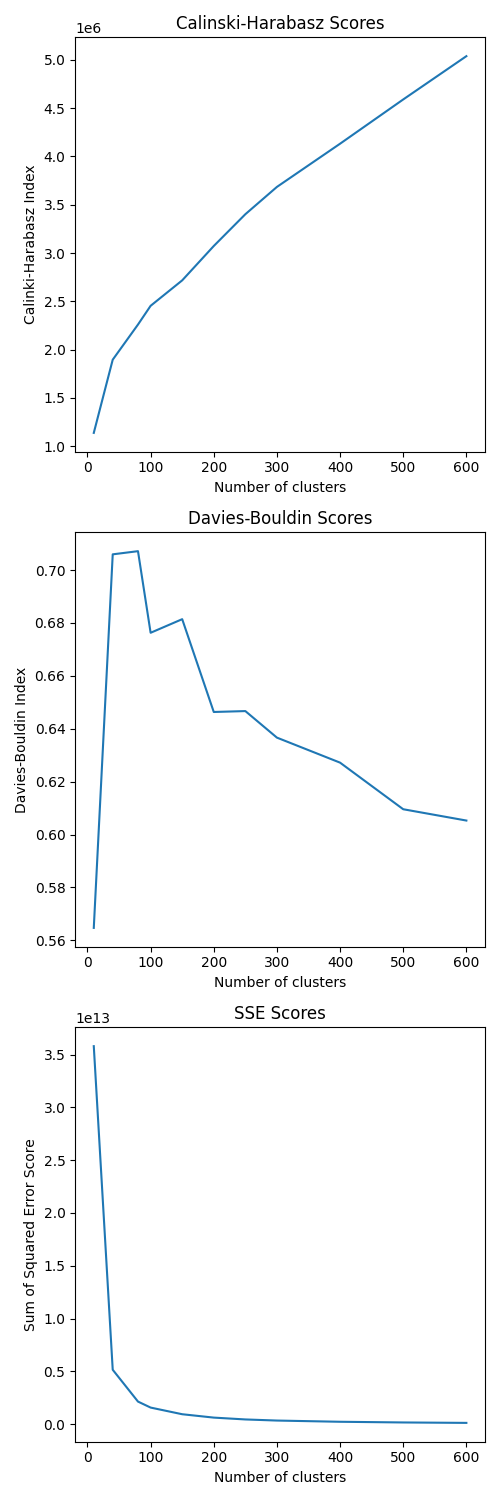 Calinski-Harabasz Scores
1e6
5.0
4.5
4.0
3.5
3.0
2.5
2.0
1.5
1.0
Calinki-Harabasz Index
0 100 200 300 400 500 600
Number of clusters
Davies-Bouldin Scores
0.70
0.68
0.66
0.64
0.62
0.60
0.58
0.56
Davies-Bouldin Index
0 100 200 300 400 500 600
Number of clusters
SSE Scores
1e13
3.5
3.0
2.5
2.0
1.5
1.0
0.5
0.0
Sum of Squared Error Score
0 100 200 300 400 500 600
Number of clusters